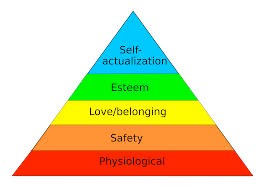 Self-
actualization
Esteem
Love/belonging
Safety
Physiological